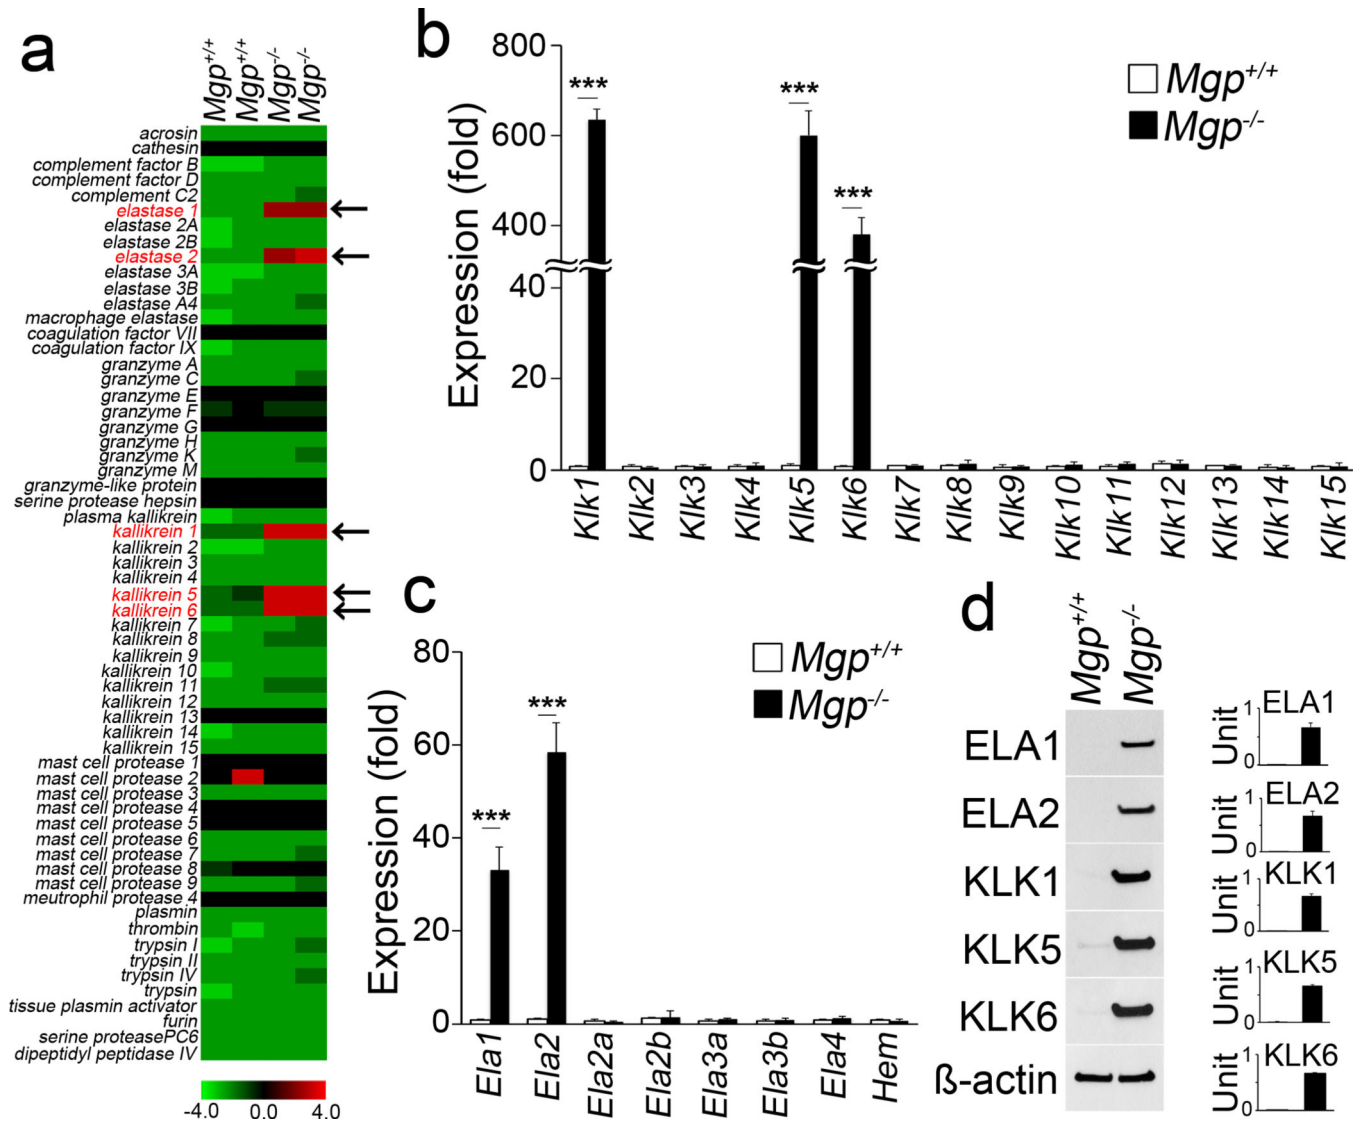 a
Mgp+/+
Mgp+/+
Mgp-/-
Mgp-/-
acrosin
cathesin
complement factor B
complement factor D
complement C2
elastase 1
elastase 2A
elastase 2B
elastase 2
elastase 3A
elastase 3B
elastase A4
macrophage elastase
coagulation factor VII
coagulation factor IX
granzyme A
granzyme C
granzyme E
granzyme F
granzyme G
granzyme H
granzyme K
granzyme M
granzyme-like protein
serine protease hepsin
plasma kallikrein
kallikrein 1
kallikrein 2
kallikrein 3
kallikrein 4
kallikrein 5
kallikrein 6
kallikrein 7
kallikrein 8
kallikrein 9
kallikrein 10
kallikrein 11
kallikrein 12
kallikrein 13
kallikrein 14
kallikrein 15
mast cell protease 1
mast cell protease 2
mast cell protease 3
mast cell protease 4
mast cell protease 5
mast cell protease 6
mast cell protease 7
mast cell protease 8
mast cell protease 9
meutrophil protease 4
plasmin
thrombin
trypsin I
trypsin II
trypsin IV
trypsin
tissue plasmin activator
furin
serine proteasePC6
dipeptidyl peptidase IV
-4.0 0.0 4.0
b
Expression (fold)
800
600
400
40
20
0
***
***
***
Mgp+/+
Mgp-/-
Klk1 Klk2 Klk3 Klk4 Klk5 Klk6 Klk7 Klk8 Klk9 Klk10 Klk11 Klk12 Klk13 Klk14 Klk15
c
Expression (fold)
80
60
40
20
0
***
***
Mgp+/+
Mgp-/-
Ela1 Ela2 Ela2a Ela2b Ela3a Ela3b Ela4 Hem
d
Mgp+/+
Mgp-/-
ELA1
ELA2
KLK1
KLK5
KLK6
ß-actin
Unit 1 0 ELA1
Unit 1 0 ELA2
Unit 1 0 KLK1
Unit 1 0 KLK5
Unit 1 0 KLK6